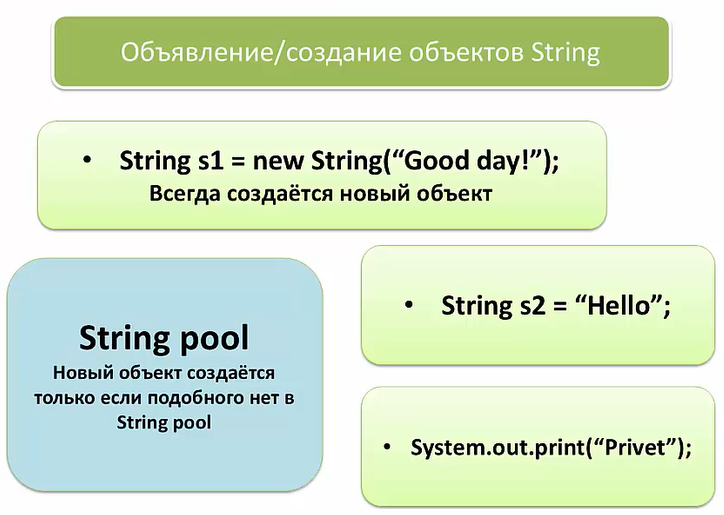 Объявление/создание объектов String
• String s1 = new String(“Good day!”);
Всегда создаётся новый объект
String pool
Новый объект создаётся
только если подобного нет в
String pool
• String s2 = “Hello”;
• System.out.print(“Privet”);